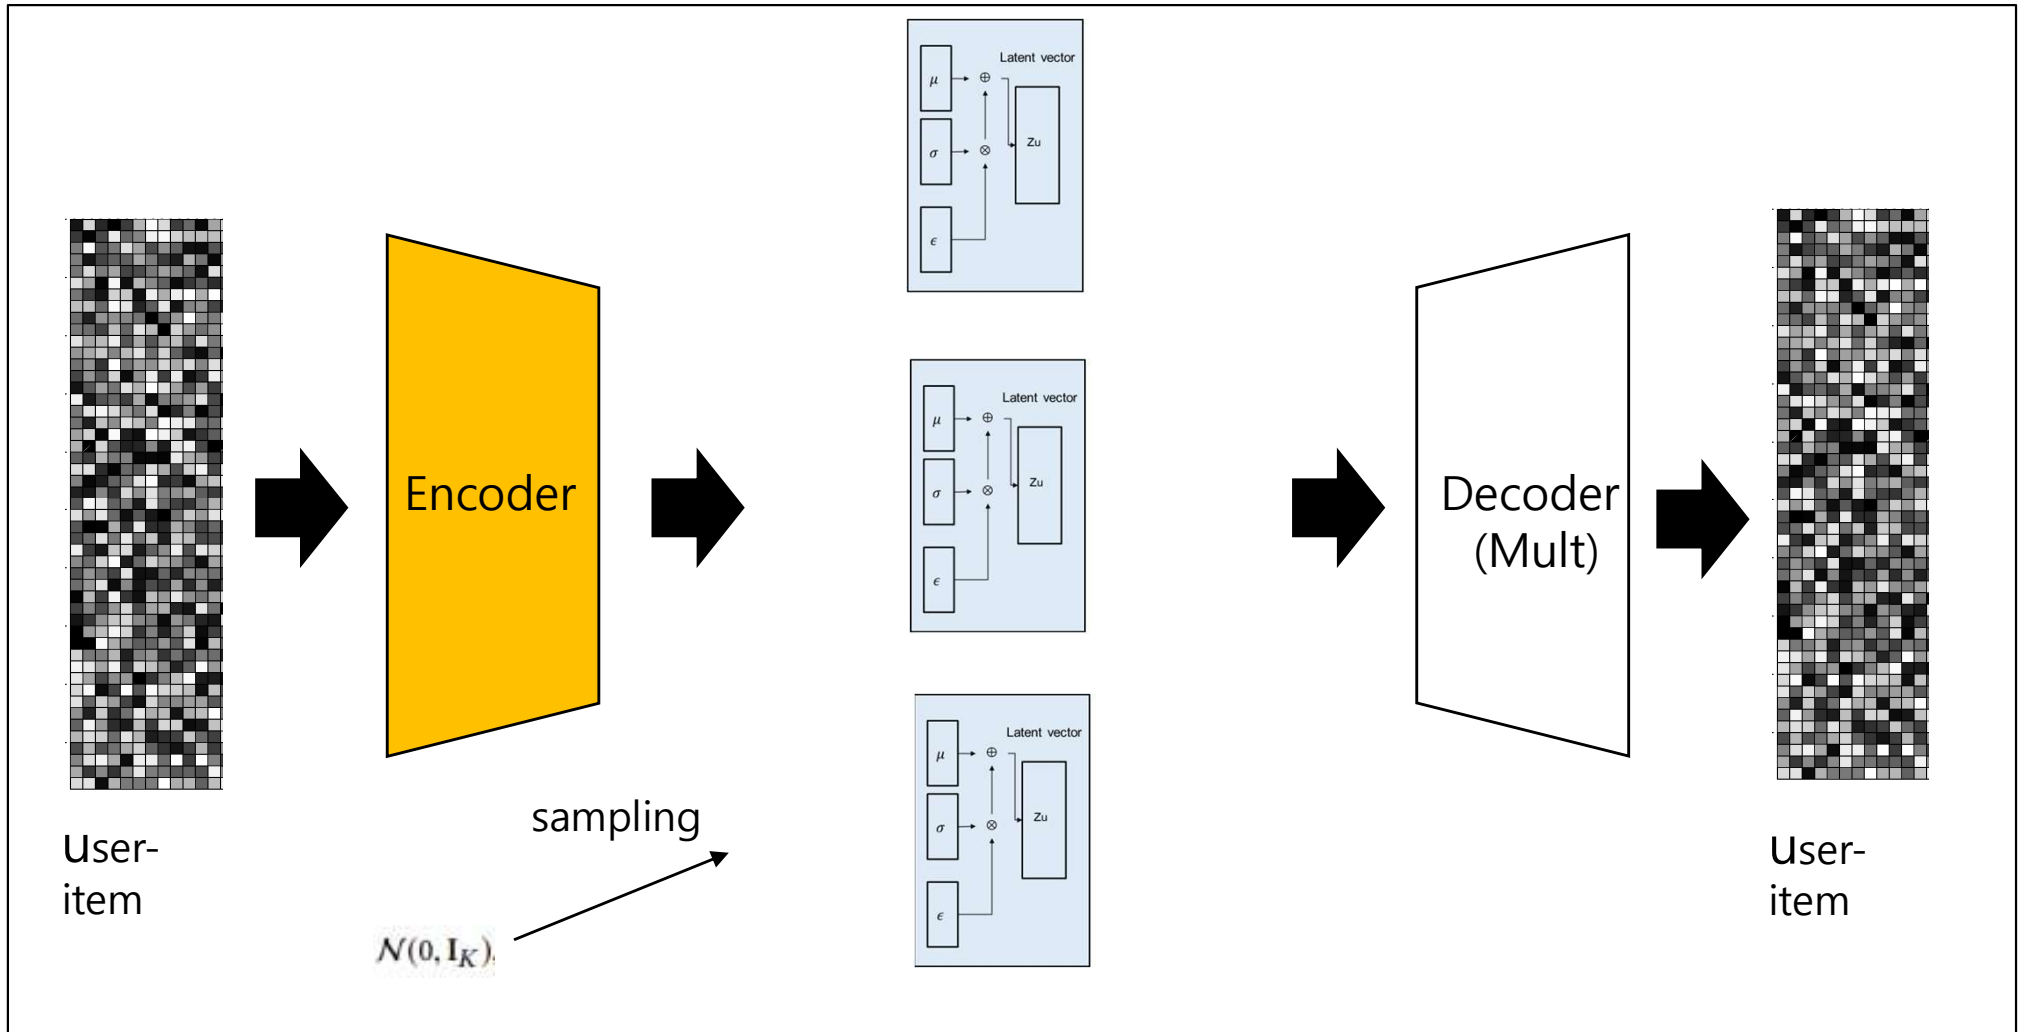 Latent vector
μ
⊕
σ
⊗
Zu
ϵ
Latent vector
μ
⊕
σ
⊗
Zu
ϵ
Latent vector
μ
⊕
σ
⊗
Zu
ϵ
Encoder
Decoder
(Mult)
sampling
user-
item
user-
item
𝒩(0, I_K),